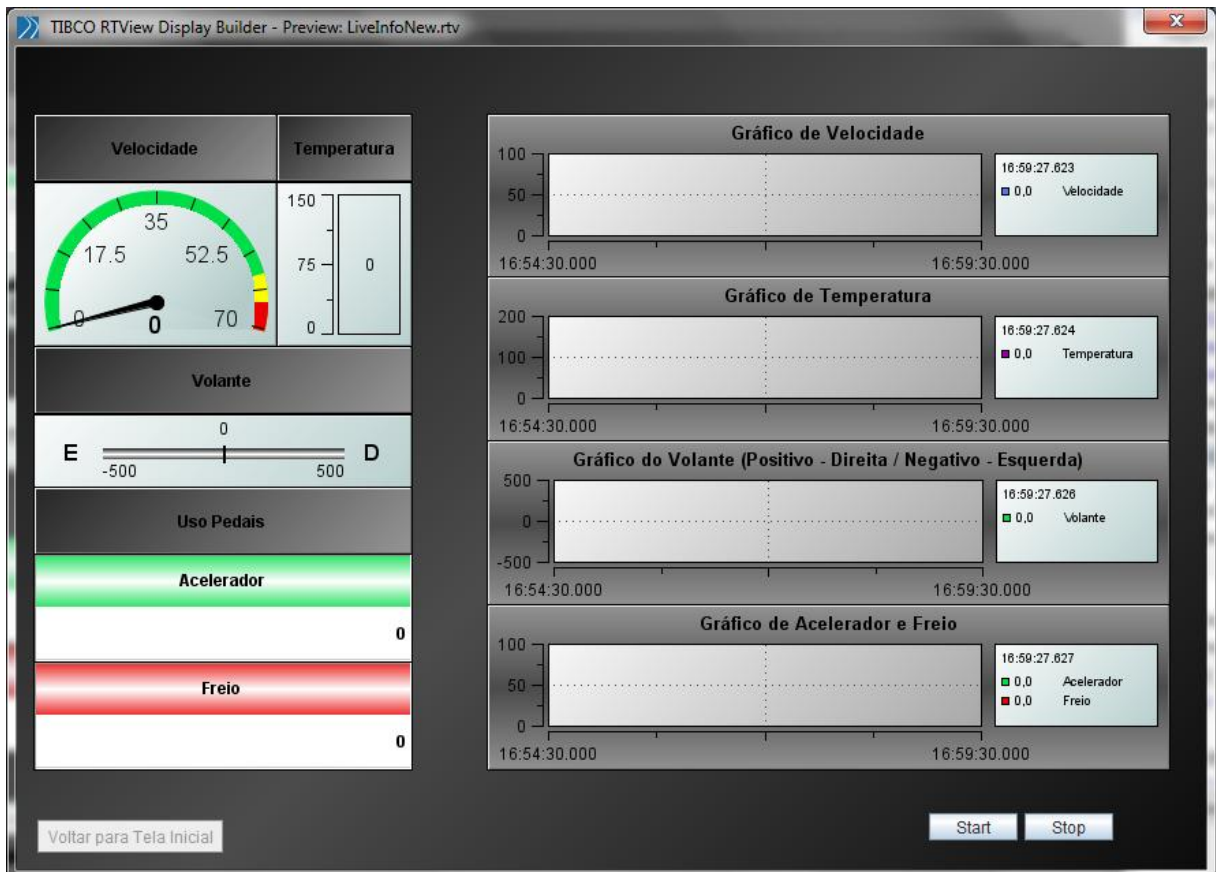 TIBCO RTView Display Builder - Preview: LiveInfoNew.rtv
Velocidade
Temperatura
35
17.5
52.5
0
70
0
150
75
0
0
Volante
0
E
D
-500
500
Uso Pedais
Acelerador
0
Freio
0
Gráfico de Velocidade
100
50
0
16:54:30.000
16:59:30.000
16:59:27.623
0,0 Velocidade
Gráfico de Temperatura
200
100
0
16:54:30.000
16:59:30.000
16:59:27.624
0,0 Temperatura
Gráfico do Volante (Positivo - Direita / Negativo - Esquerda)
500
0
-500
16:54:30.000
16:59:30.000
16:59:27.626
0,0 Volante
Gráfico de Acelerador e Freio
100
50
0
16:54:30.000
16:59:30.000
16:59:27.627
0,0 Acelerador
0,0 Freio
Voltar para Tela Inicial
Start
Stop